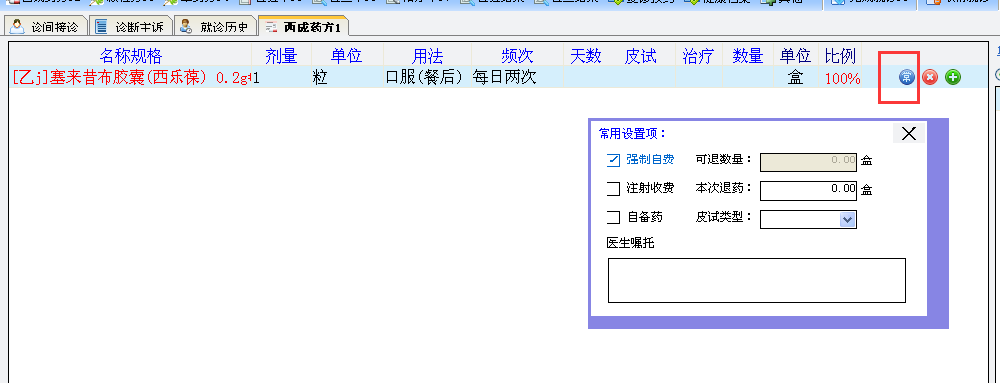 诊间接诊 诊断主诉 就诊历史 西成药方1
名称规格 剂量 单位 用法 频次 天数 皮试 治疗 数量 单位 比例
[乙j]塞来昔布胶囊(西乐葆) 0.2g* 1 粒 口服(餐后) 每日两次 盒 100% 常
常用设置项：
强制自费 可退数量： 0.00 盒
注射收费 本次退药： 0.00 盒
自备药 皮试类型：
医生嘱托